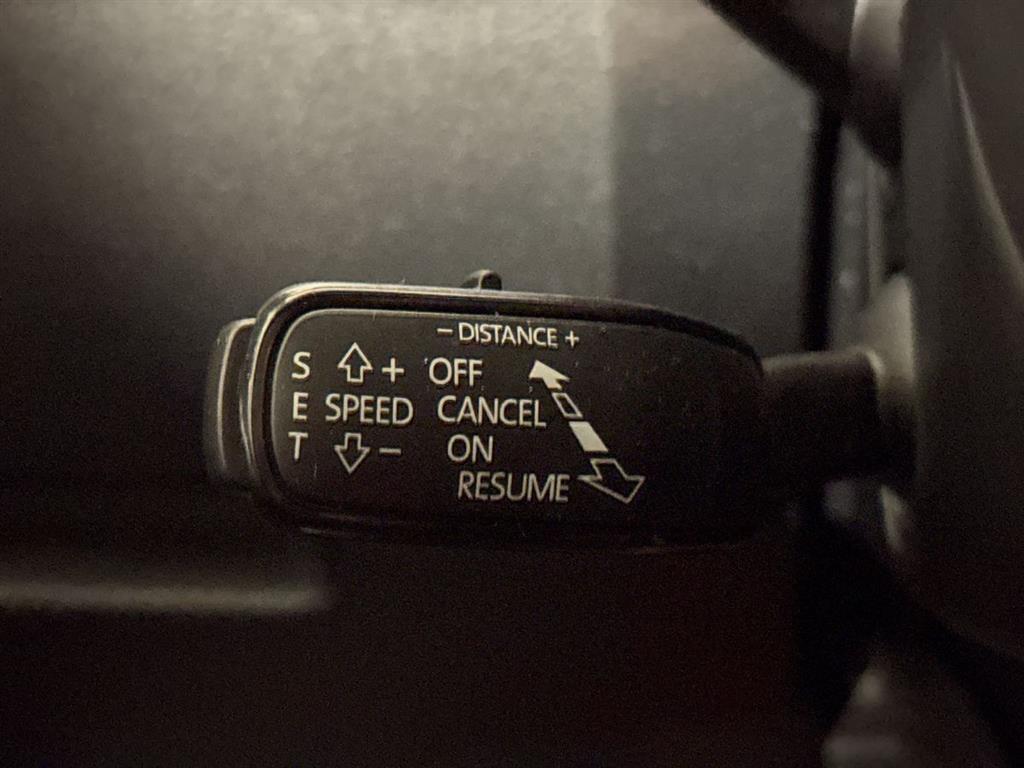 - DISTANCE +
S + OFF
E SPEED CANCEL
T - ON
RESUME